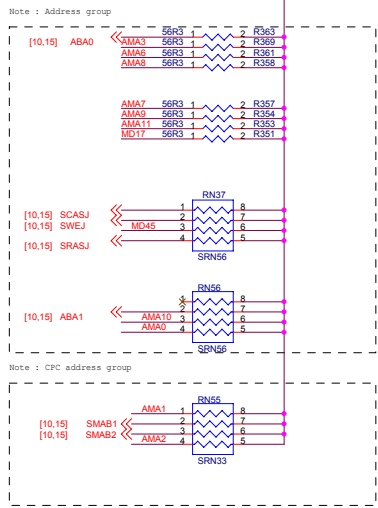 Note : Address group
56R3 1 2 R363
[10,15] ABA0
AMA3 56R3 1 2 R369
AMA6 56R3 1 2 R361
AMA8 56R3 1 2 R358
AMA7 56R3 1 2 R357
AMA9 56R3 1 2 R354
AMA11 56R3 1 2 R353
MD17 56R3 1 2 R351
RN37
1 8
[10,15] SCASJ 2 7
[10,15] SWEJ MD45 3 6
4 5
[10,15] SRASJ
SRN56
RN56
1 8
2 7
[10,15] ABA1 AMA10 3 6
AMA0 4 5
SRN56
Note : CPC address group
RN55
AMA1 1 8
[10,15] SMAB1 2 7
[10,15] SMAB2 3 6
AMA2 4 5
SRN33